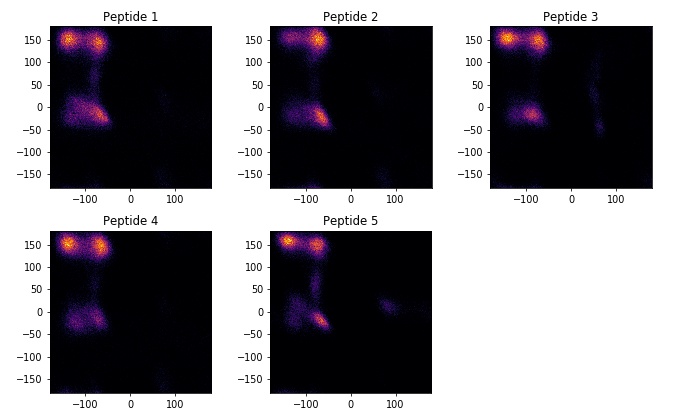 Peptide 1 Peptide 2 Peptide 3
150 150 150
100 100 100
50 50 50
0 0 0
−50 −50 −50
−100 −100 −100
−150 −150 −150
−100 0 100 −100 0 100 −100 0 100
Peptide 4 Peptide 5
150 150
100 100
50 50
0 0
−50 −50
−100 −100
−150 −150
−100 0 100 −100 0 100